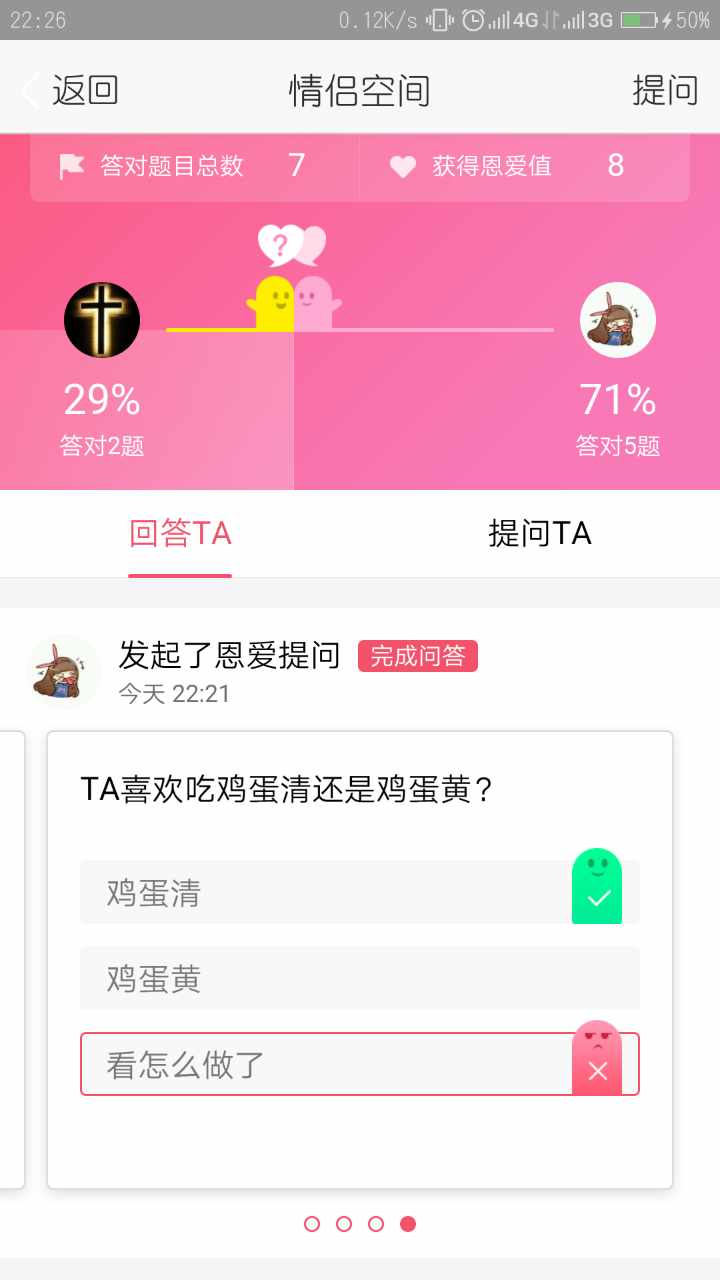 22:26 0.12K/s 4G 3G 50%
返回 情侣空间 提问
答对题目总数 7 获得恩爱值 8
?
29% 71%
答对2题 答对5题
回答TA 提问TA
发起了恩爱提问 完成问答
今天 22:21
TA喜欢吃鸡蛋清还是鸡蛋黄?
鸡蛋清
鸡蛋黄
看怎么做了